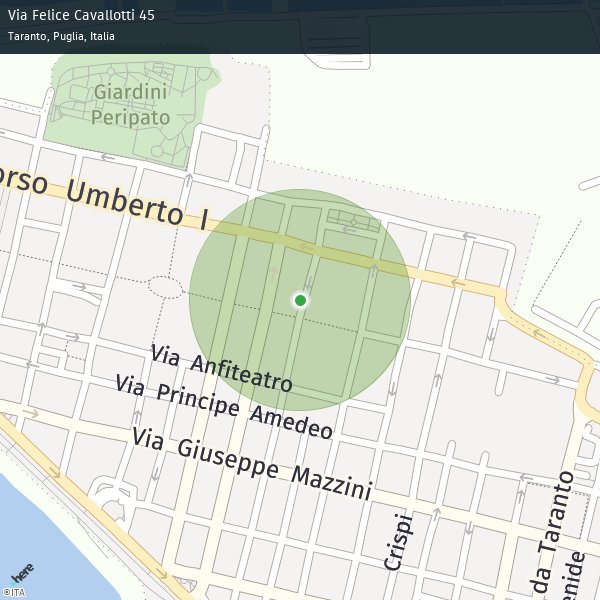 Via Felice Cavallotti 45
Taranto, Puglia, Italia
Giardini
Peripato
orso Umberto I
Via Anfiteatro
Via Principe Amedeo
Via Giuseppe Mazzini
Crispi
da Taranto
enide
here
©ITA